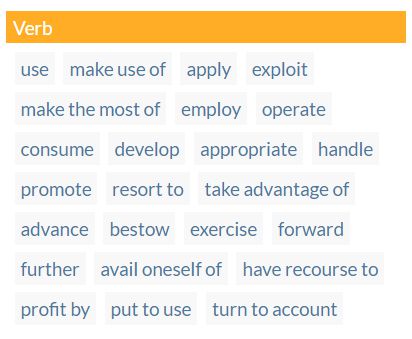 Verb
use make use of apply exploit
make the most of employ operate
consume develop appropriate handle
promote resort to take advantage of
advance bestow exercise forward
further avail oneself of have recourse to
profit by put to use turn to account